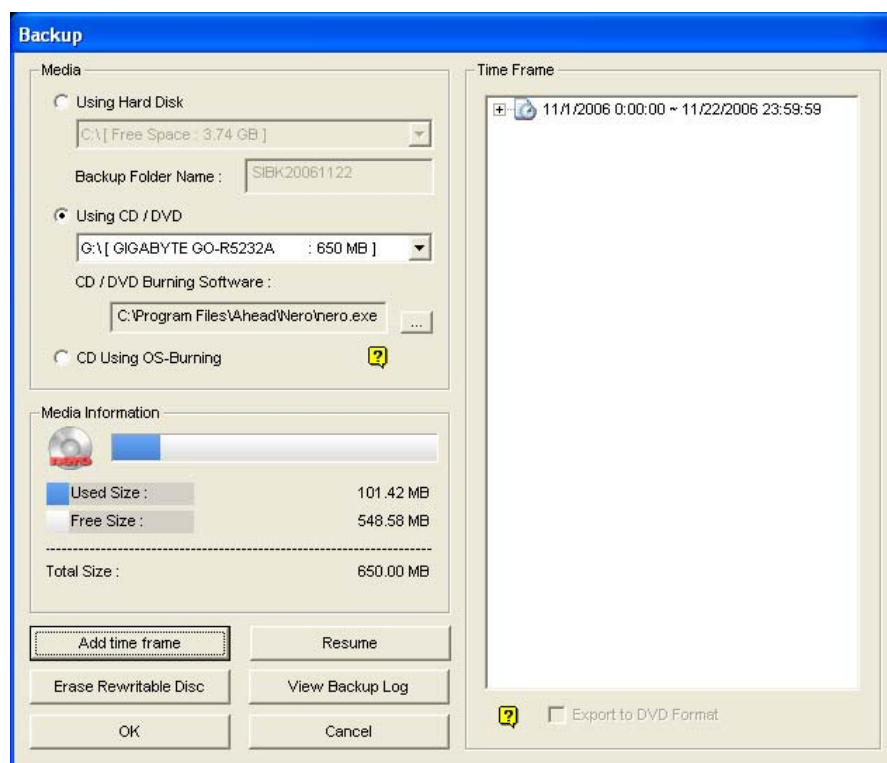 Backup
Media
Using Hard Disk
C:\ [ Free Space : 3.74 GB ]
Backup Folder Name :
SIBK20061122
Using CD / DVD
G:\ [ GIGABYTE GO-R5232A : 650 MB ]
CD / DVD Burning Software :
C:\Program Files\Ahead\Nero\nero.exe
...
CD Using OS-Burning
?
Media Information
nero
Used Size : 101.42 MB
Free Size : 548.58 MB
Total Size : 650.00 MB
Add time frame
Resume
Erase Rewritable Disc
View Backup Log
OK
Cancel
Time Frame
11/1/2006 0:00:00 ~ 11/22/2006 23:59:59
?
Export to DVD Format